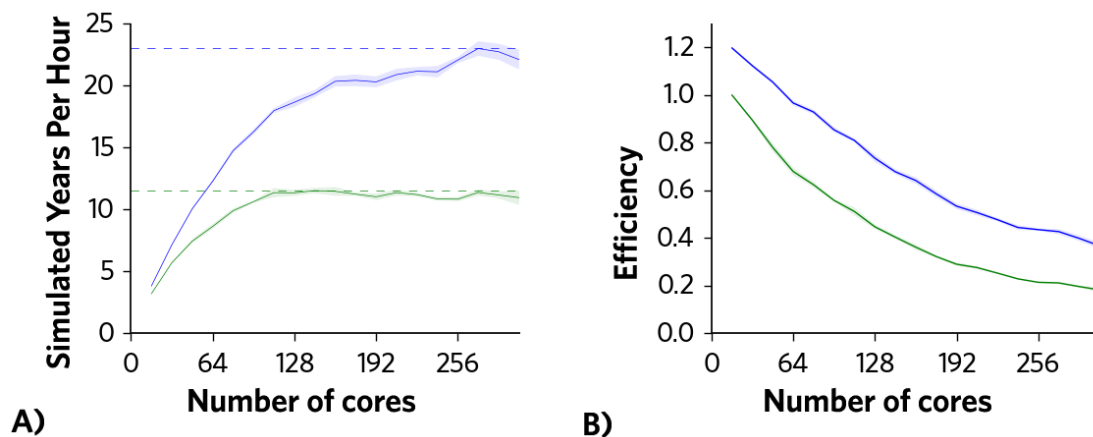 Simulated Years Per Hour
25
20
15
10
5
0
0 64 128 192 256
Number of cores
A)
Efficiency
1.2
1.0
0.8
0.6
0.4
0.2
0.0
0 64 128 192 256
Number of cores
B)